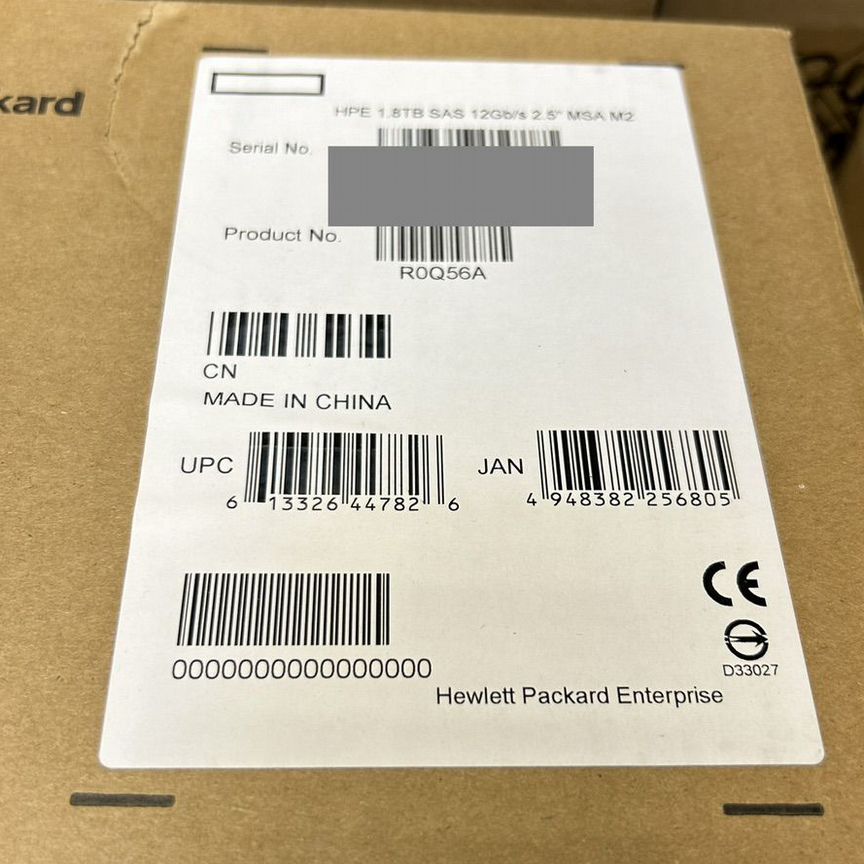 kard
HPE 1.8TB SAS 12Gb/s 2.5" MSA M2
Serial No.
Product No.
R0Q56A
CN
MADE IN CHINA
UPC 6 13326 44782 6
JAN 4 948382 256805
0000000000000000
CE
D33027
Hewlett Packard Enterprise